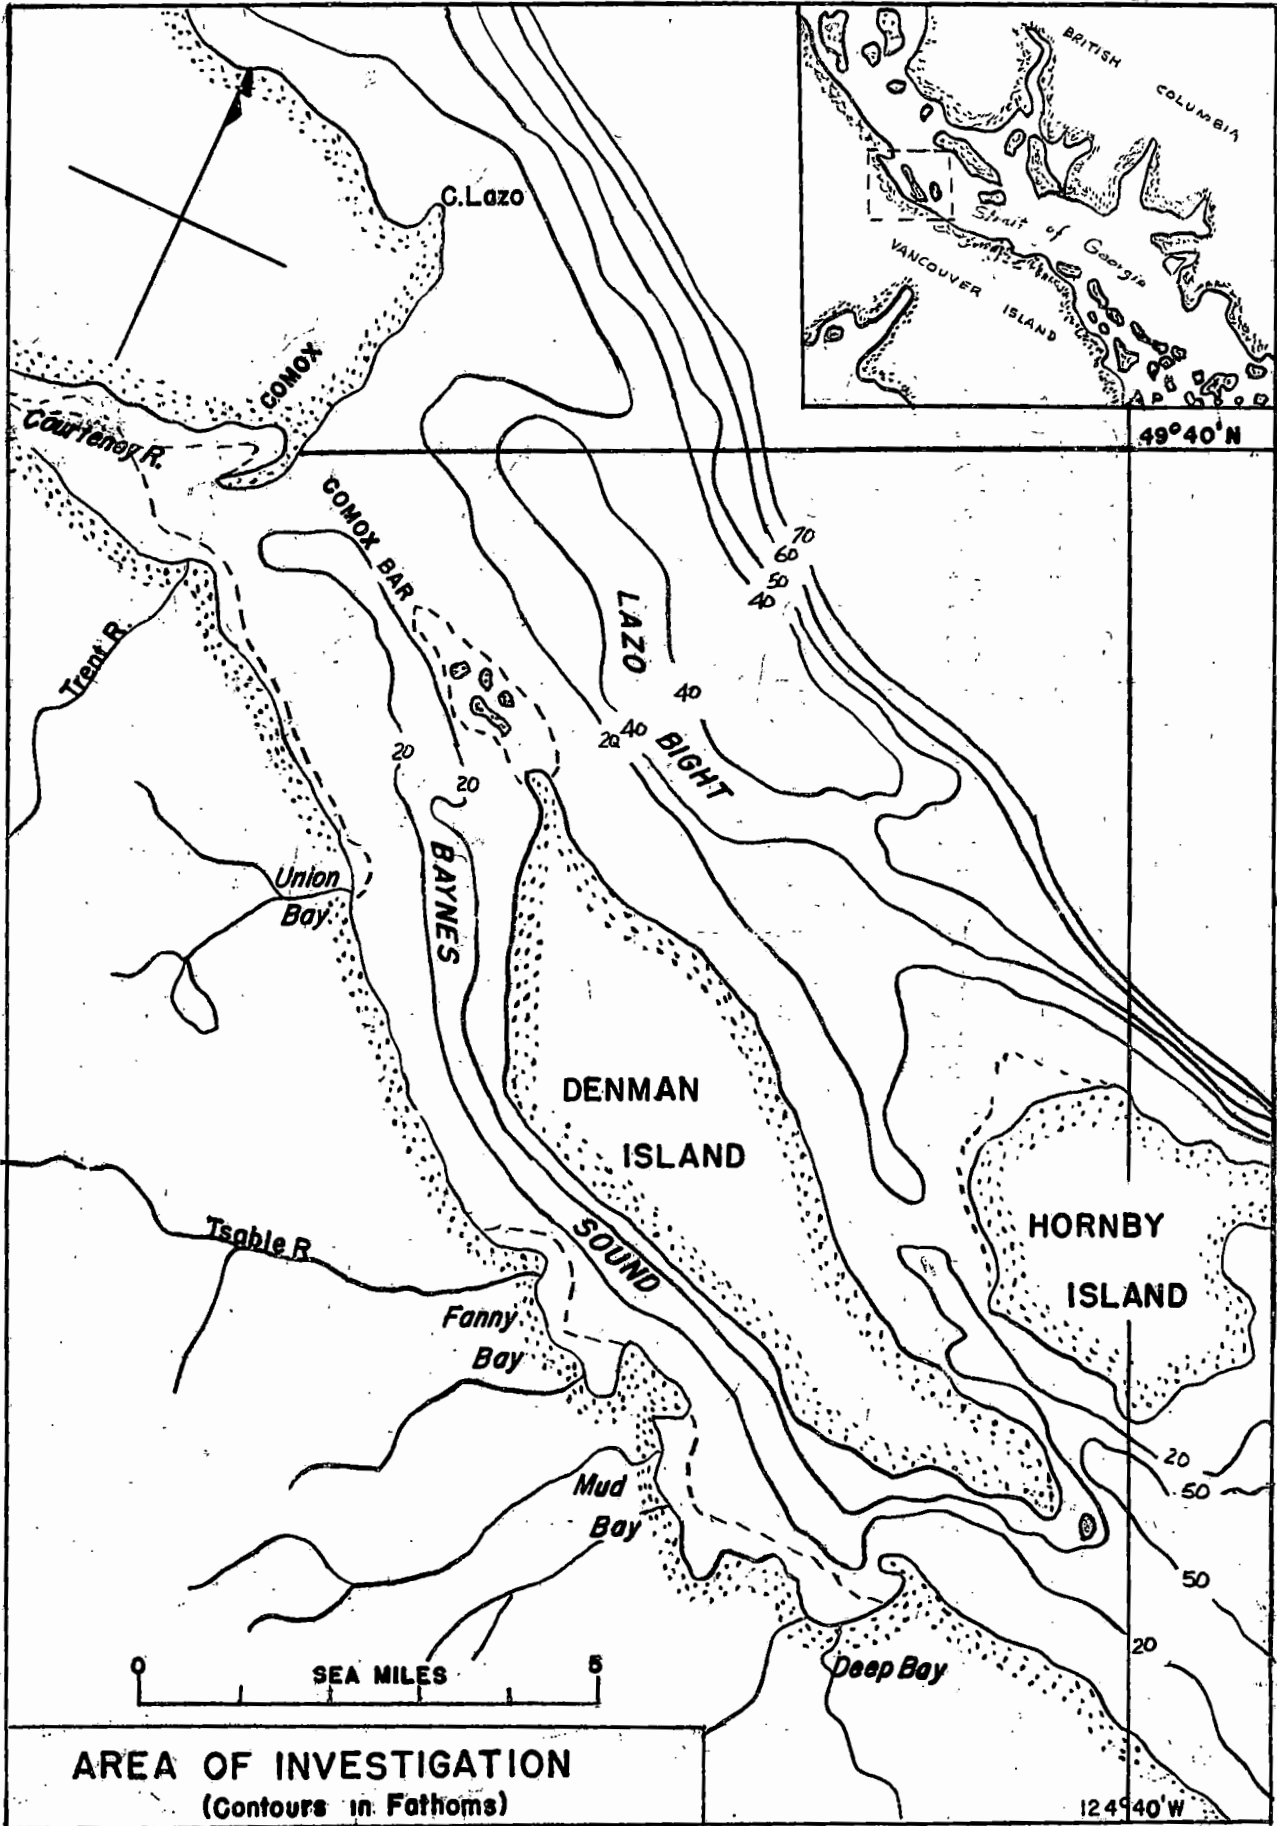 BRITISH
COLUMBIA
Strait of Georgia
VANCOUVER
ISLAND
C. Lazo
COMOX
Courtenay R.
49°40'N
COMOX BAR
70
60
50
40
LAZO
BIGHT
Trent R.
40
20 40
20
20
BAYNES
SOUND
Union
Bay
DENMAN
ISLAND
HORNBY
ISLAND
Tsable R
Fanny
Bay
Mud
Bay
20
50
50
20
Deep Bay
0 5
SEA MILES
AREA OF INVESTIGATION
(Contours in Fathoms)
124°40'W